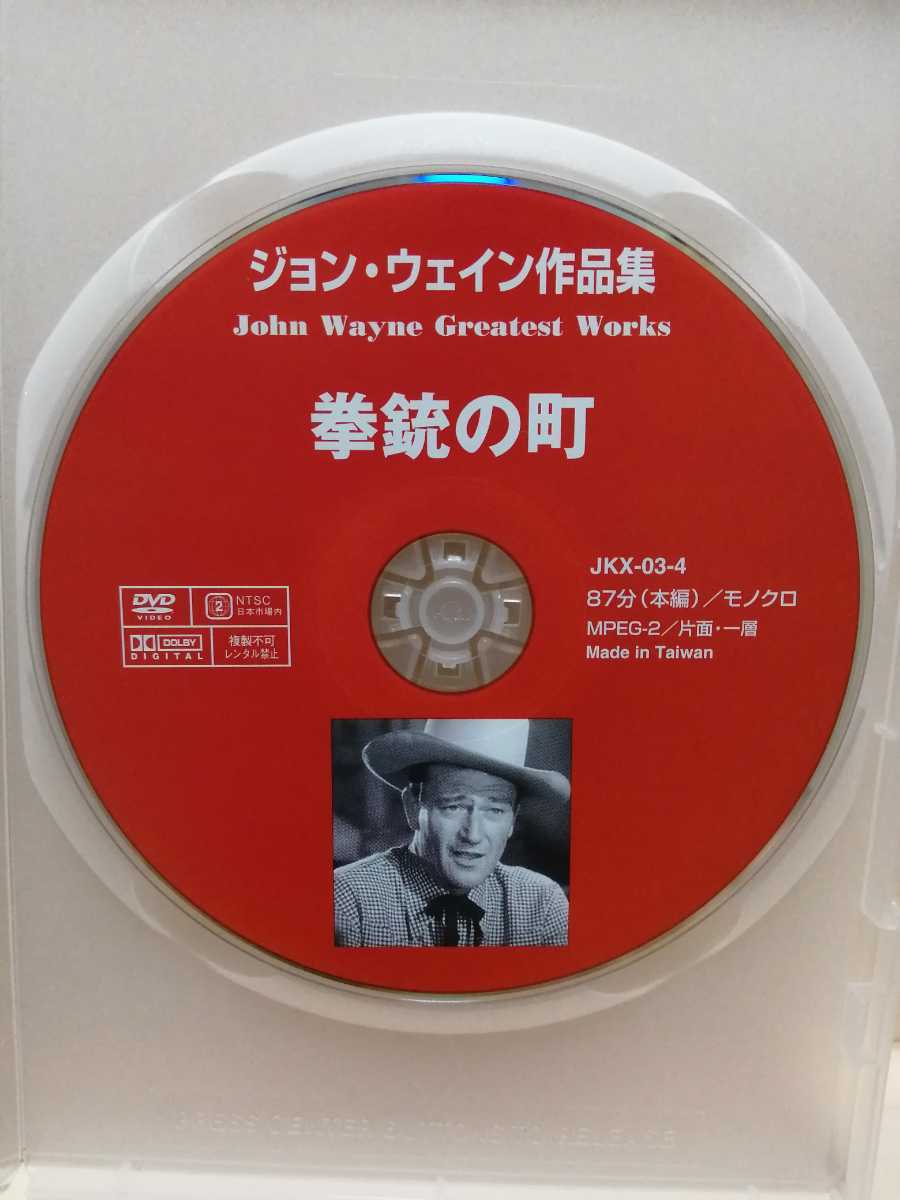 ジョン・ウェイン作品集
John Wayne Greatest Works
拳銃の町
DVD
VIDEO
2
NTSC
日本市場内
DOLBY
DIGITAL
複製不可
レンタル禁止
JKX-03-4
87分(本編)／モノクロ
MPEG-2／片面・一層
Made in Taiwan